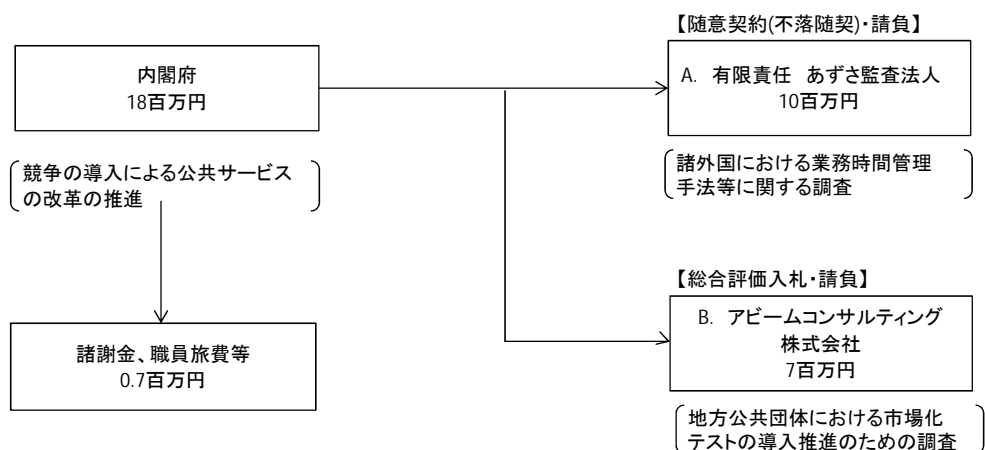 内閣府
18百万円
競争の導入による公共サービス
の改革の推進
諸謝金、職員旅費等
0.7百万円
【随意契約(不落随契)・請負】
A. 有限責任 あずさ監査法人
10百万円
諸外国における業務時間管理
手法等に関する調査
【総合評価入札・請負】
B. アビームコンサルティング
株式会社
7百万円
地方公共団体における市場化
テストの導入推進のための調査